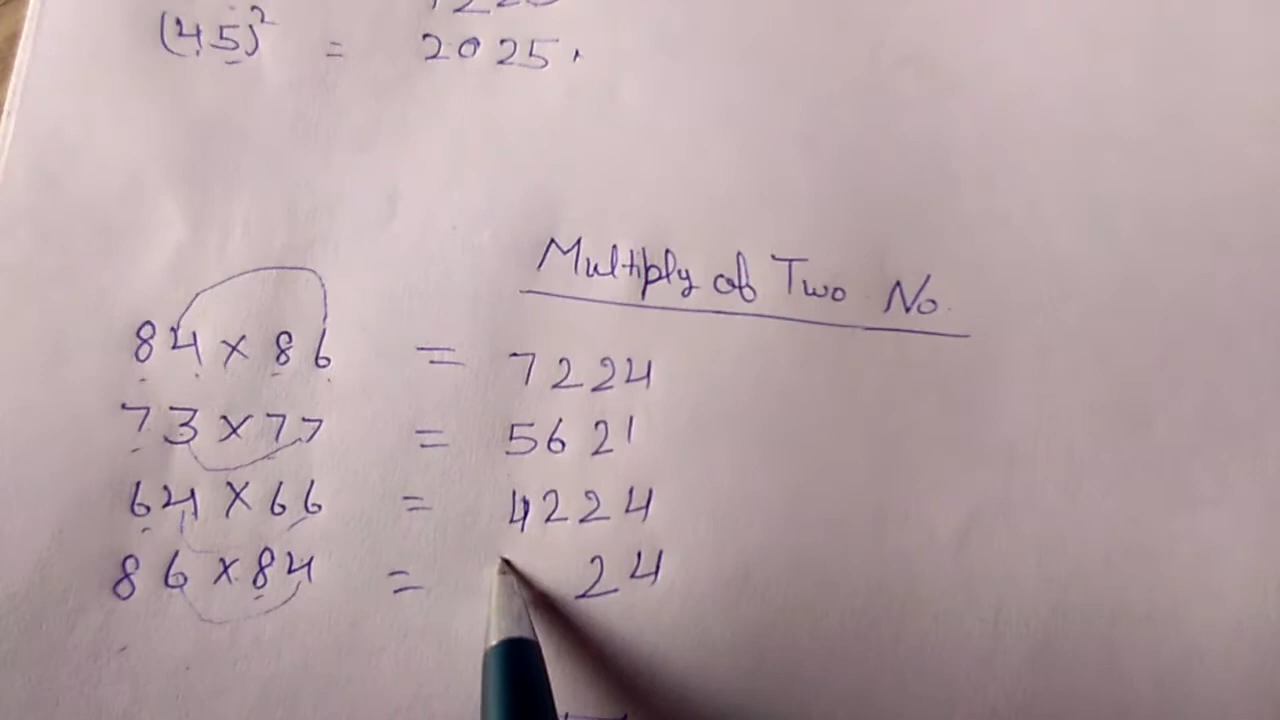 (45)² = 2025.
Multiply of Two No.
84 × 86 = 7224
73 × 77 = 5621
64 × 66 = 4224
86 × 84 = 24